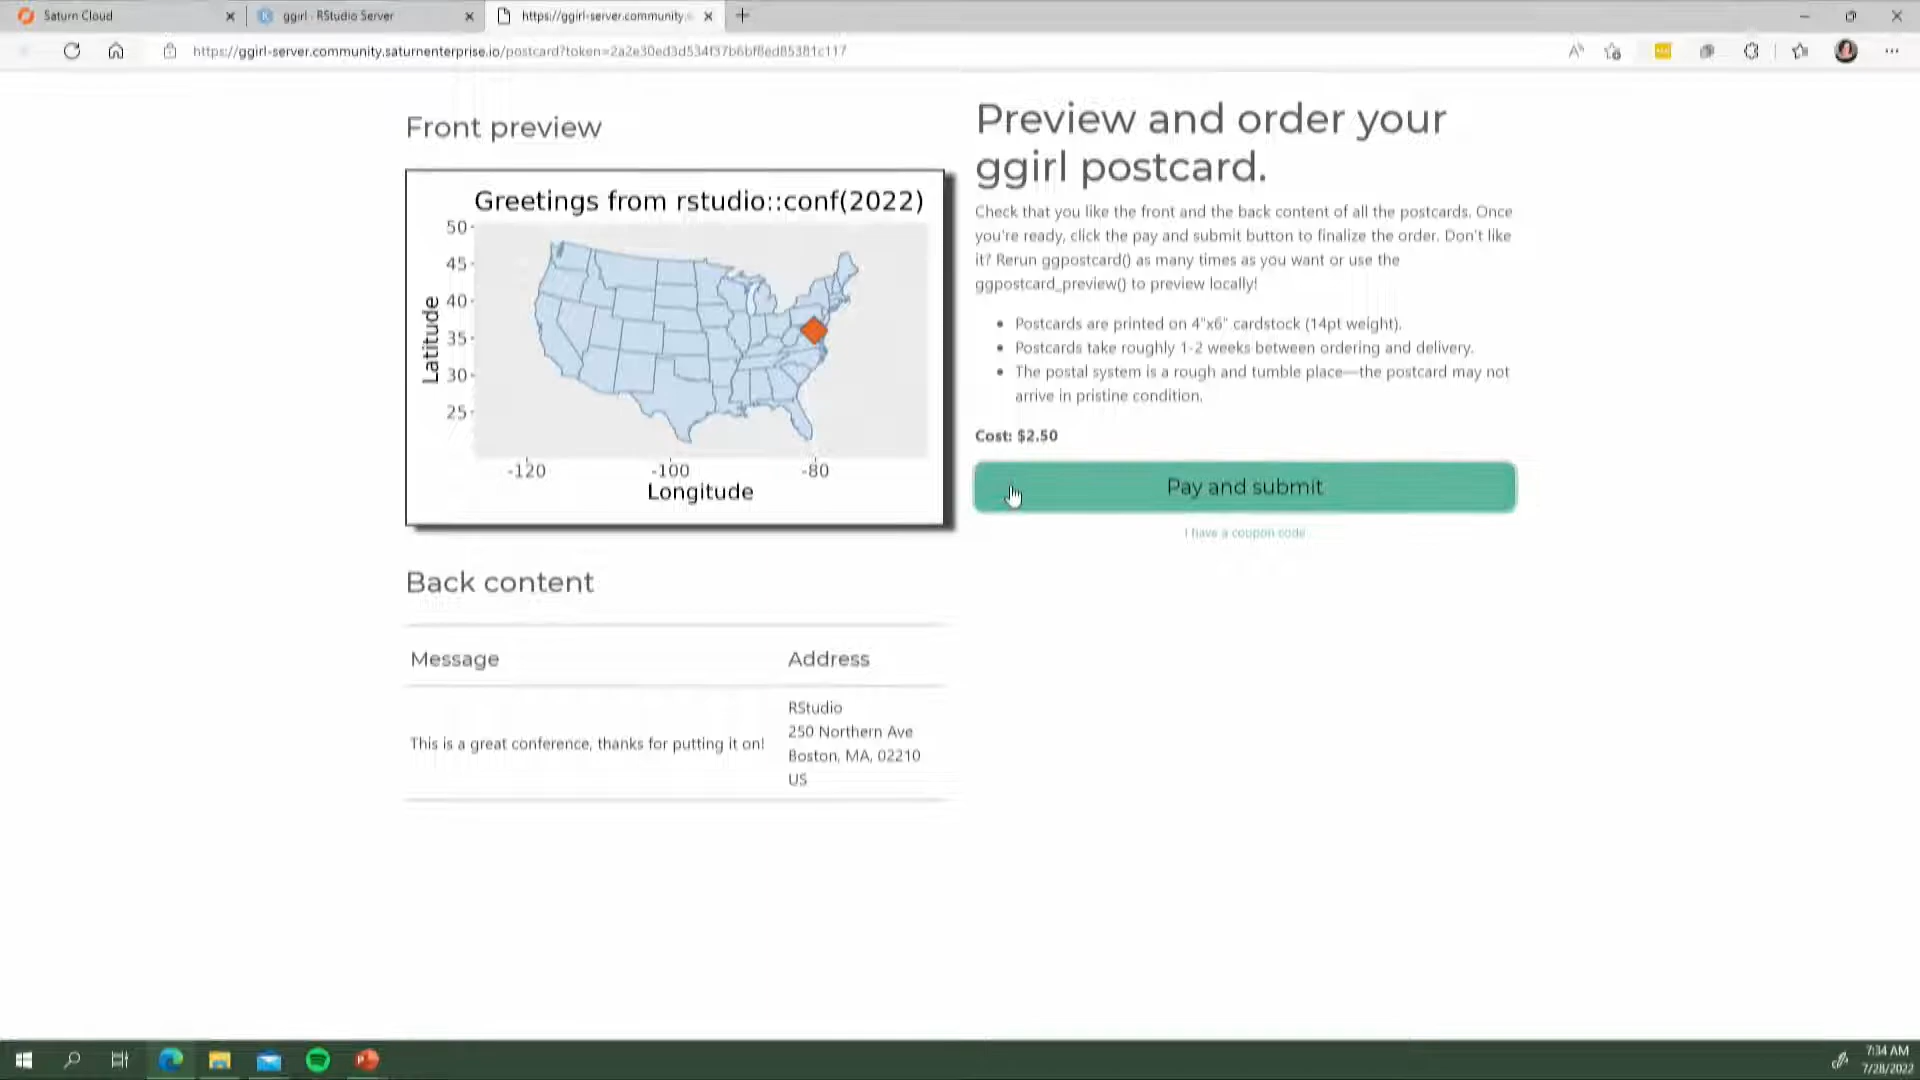 Saturn Cloud
ggirl - RStudio Server
https://ggirl-server.community.s
https://ggirl-server.community.saturnenterprise.io/postcard?token=2a2e30ed3d534f37b6bf8ed85381c117
Front preview
Greetings from rstudio::conf(2022)
50
45
40
35
30
25
Latitude
-120
-100
-80
Longitude
Back content
Message
Address
This is a great conference, thanks for putting it on!
RStudio
250 Northern Ave
Boston, MA, 02210
US
Preview and order your
ggirl postcard.
Check that you like the front and the back content of all the postcards. Once
you're ready, click the pay and submit button to finalize the order. Don't like
it? Rerun ggpostcard() as many times as you want or use the
ggpostcard_preview() to preview locally!
• Postcards are printed on 4"x6" cardstock (14pt weight).
• Postcards take roughly 1-2 weeks between ordering and delivery.
• The postal system is a rough and tumble place—the postcard may not
arrive in pristine condition.
Cost: $2.50
Pay and submit
I have a coupon code
7:34 AM
7/28/2022